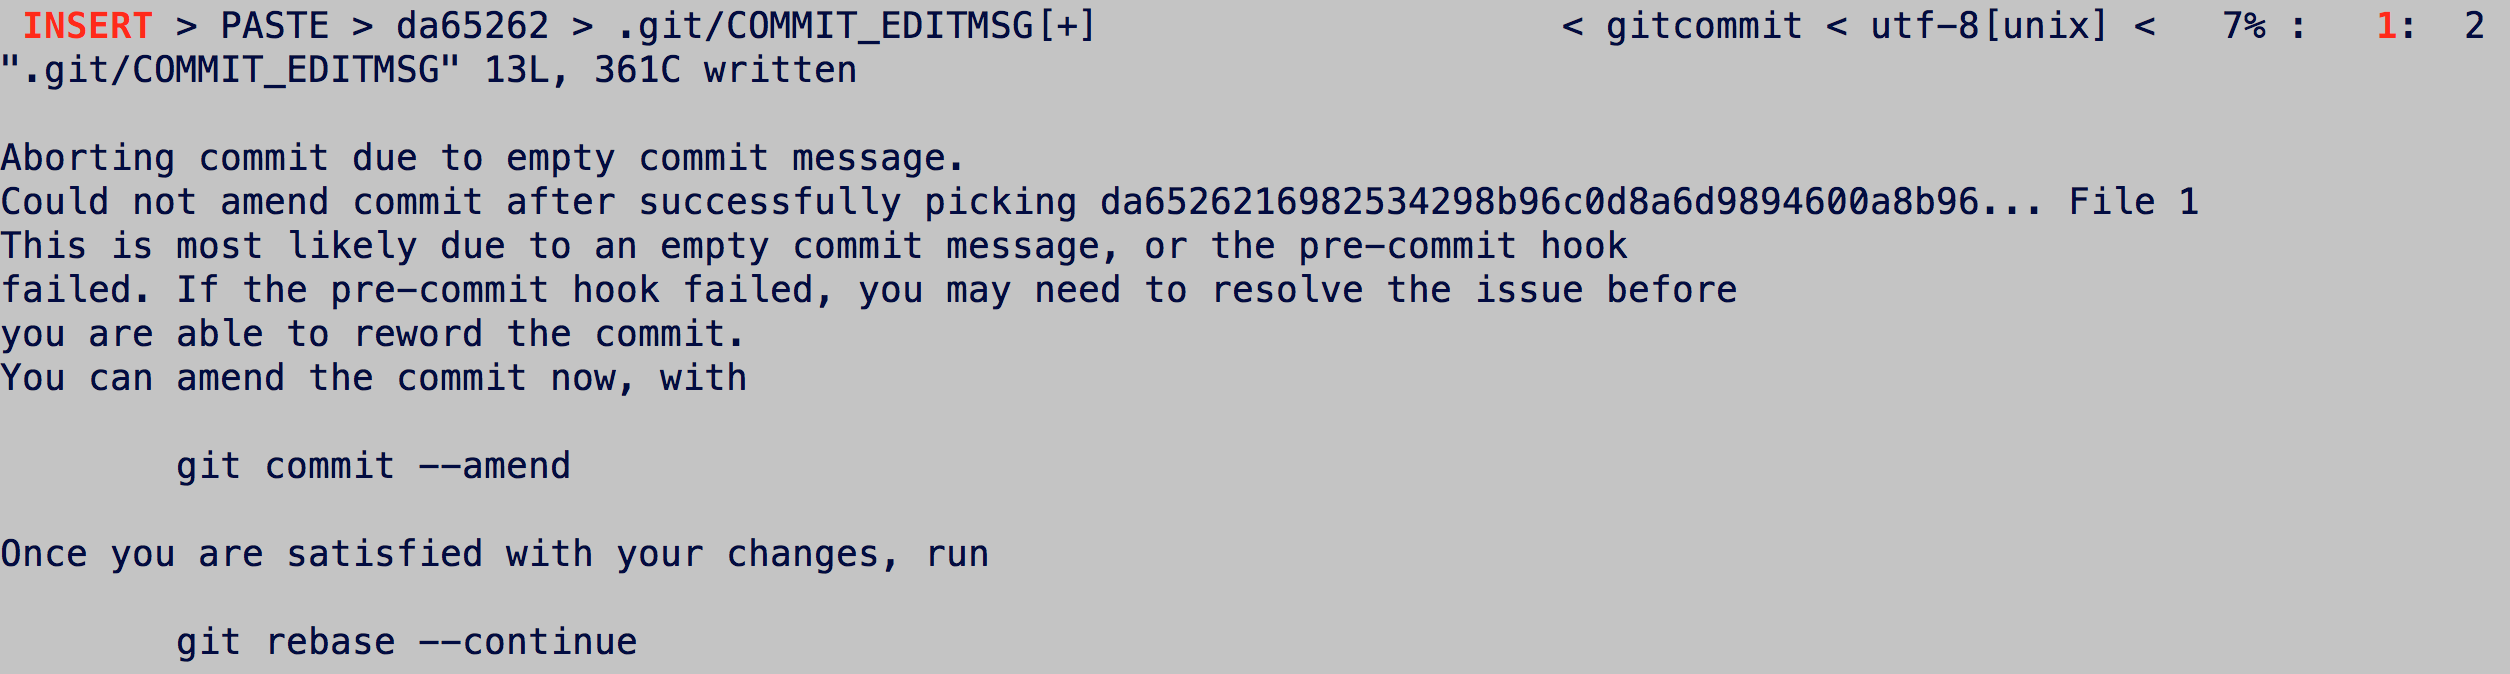 INSERT > PASTE > da65262 > .git/COMMIT_EDITMSG[+] < gitcommit < utf-8[unix] < 7% : 1: 2
".git/COMMIT_EDITMSG" 13L, 361C written
Aborting commit due to empty commit message.
Could not amend commit after successfully picking da6526216982534298b96c0d8a6d9894600a8b96... File 1
This is most likely due to an empty commit message, or the pre-commit hook
failed. If the pre-commit hook failed, you may need to resolve the issue before
you are able to reword the commit.
You can amend the commit now, with
git commit --amend
Once you are satisfied with your changes, run
git rebase --continue